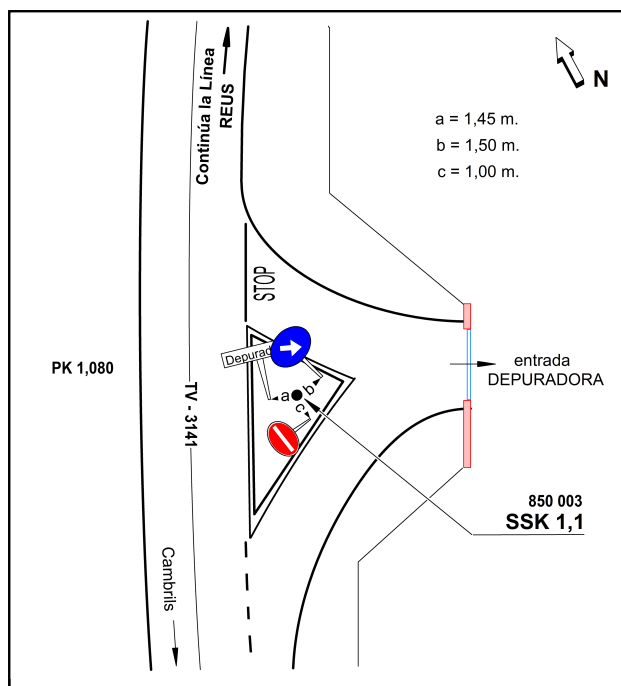 Continúa la Línea
REUS
N
a = 1,45 m.
b = 1,50 m.
c = 1,00 m.
STOP
Depurad
PK 1,080
TV - 3141
a
b
c
entrada
DEPURADORA
850 003
SSK 1,1
Cambrils